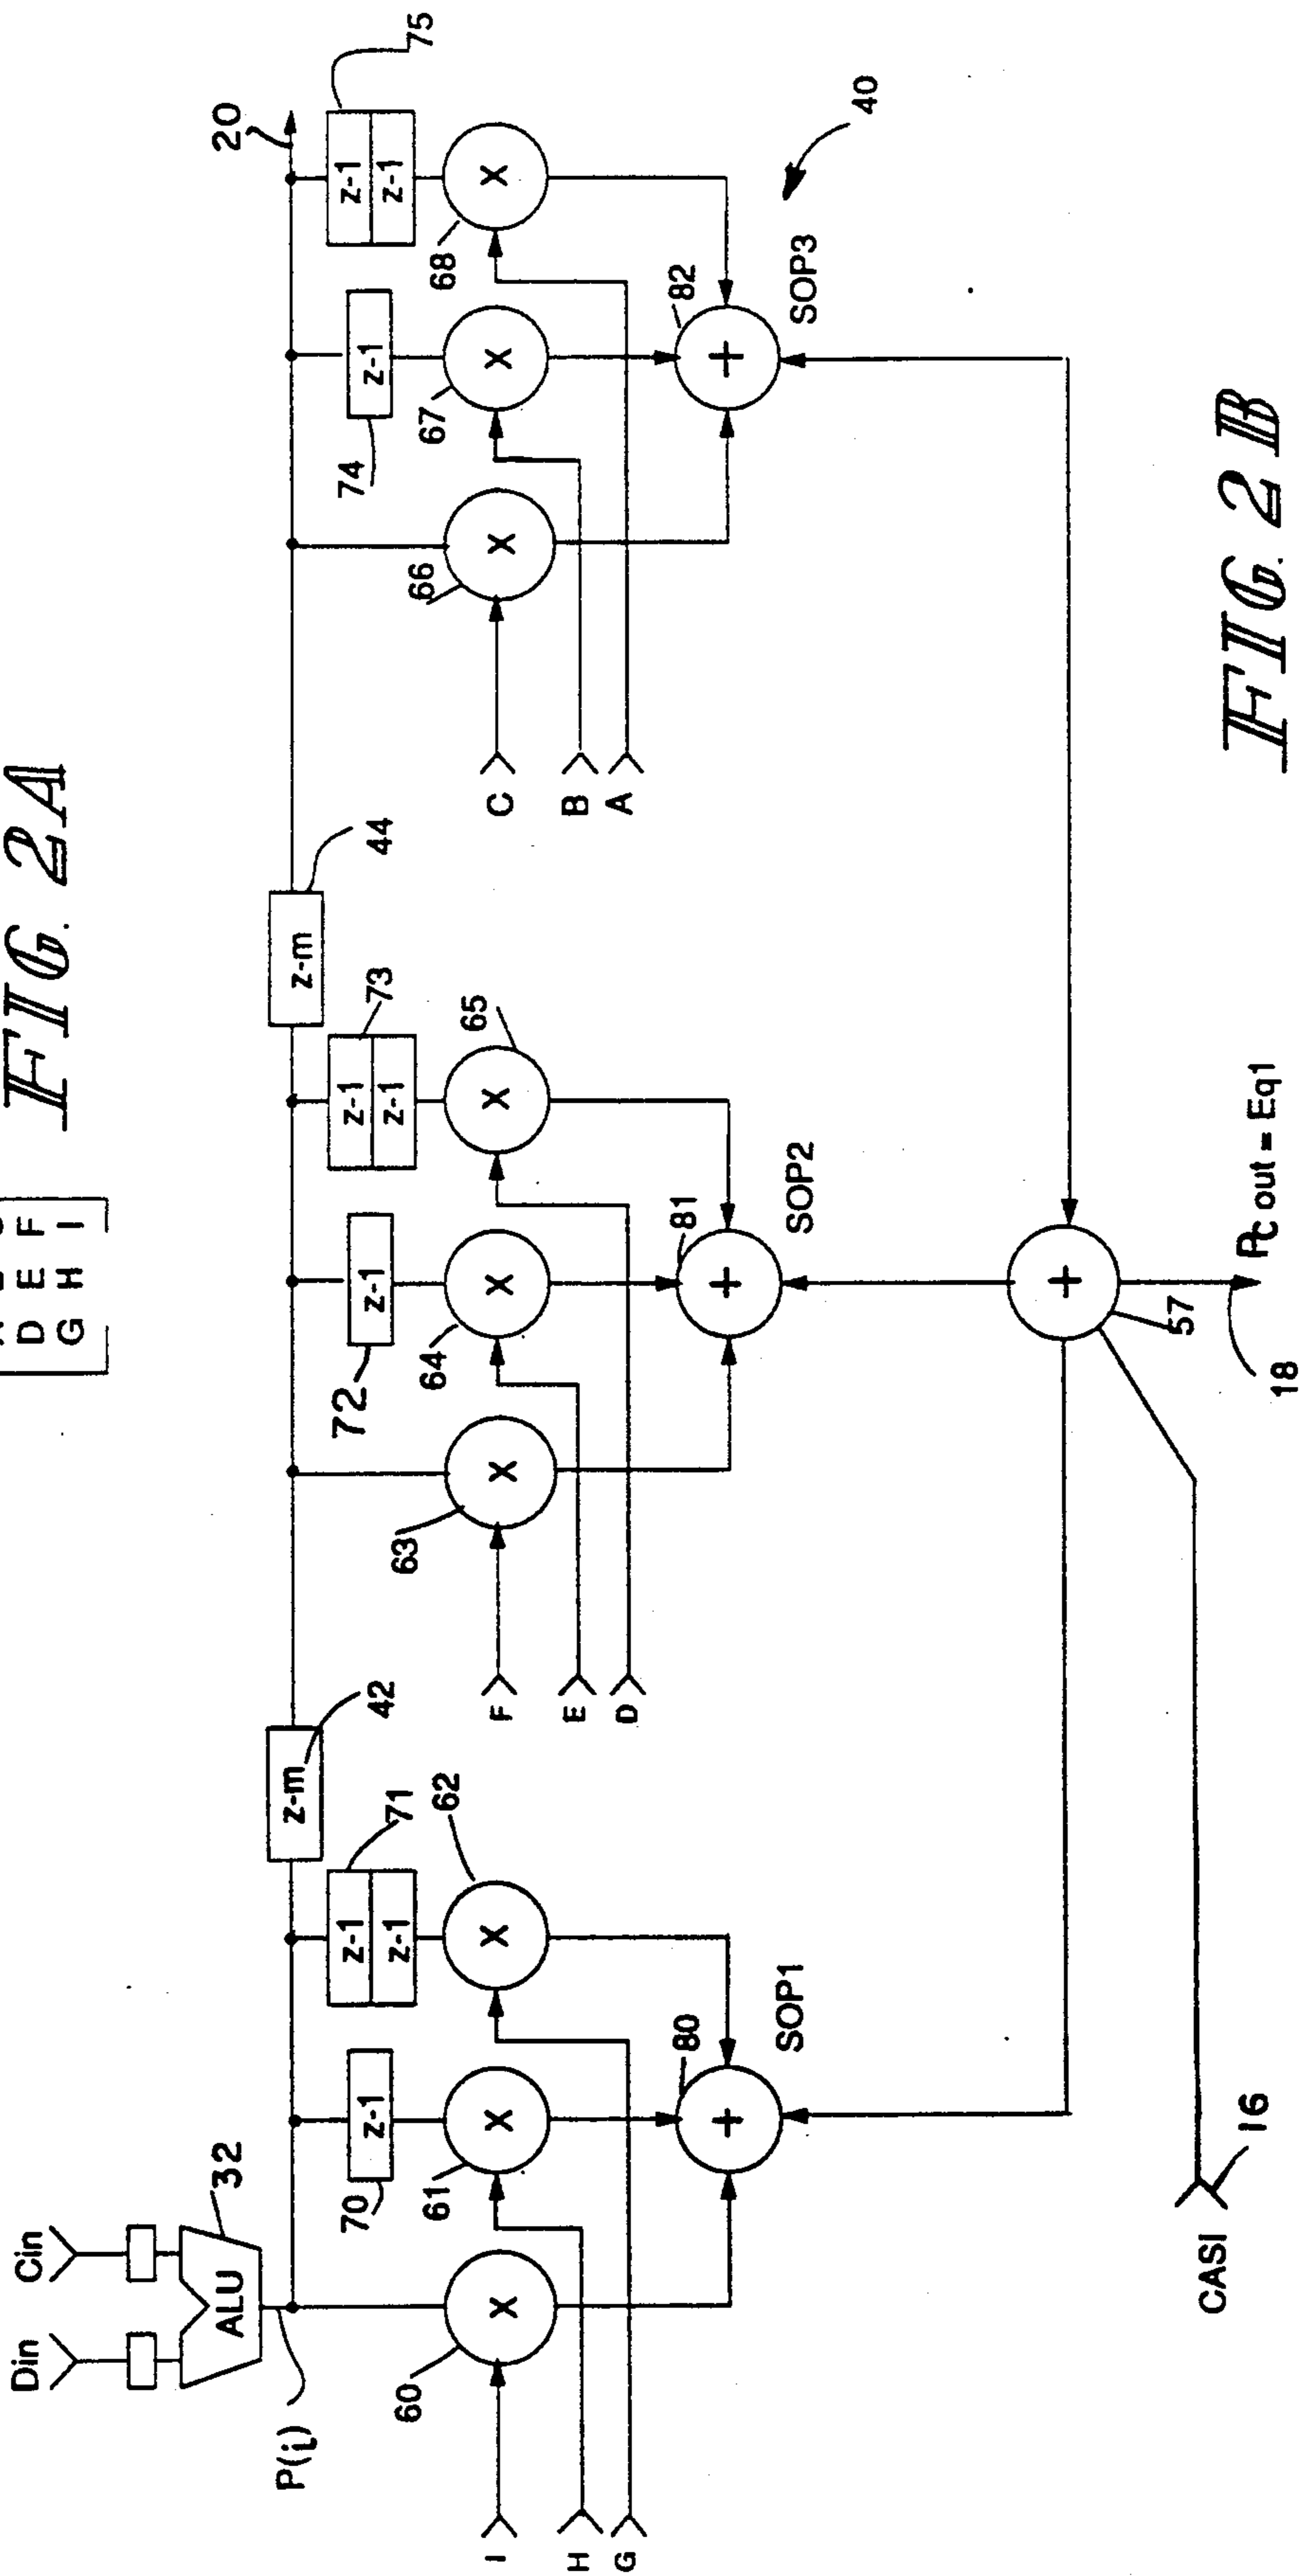 D E F
G H I
FIG. 2A
Din
Cin
ALU
32
P(i)
z-m
42
z-m
44
20
70
z-1
z-1
z-1
71
72
z-1
z-1
z-1
73
74
z-1
z-1
z-1
75
60
X
61
X
62
X
63
X
64
X
65
X
66
X
67
X
68
X
I
H
G
F
E
D
C
B
A
80
+
SOP1
81
+
SOP2
82
+
SOP3
40
+
57
CASI
16
18
PC out = Eq1
FIG. 2B